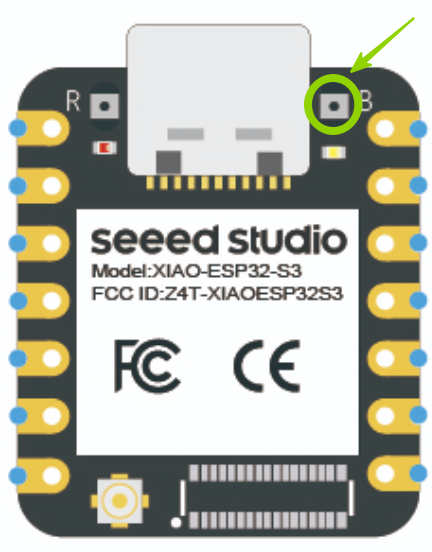 R
B
seeed studio
Model:XIAO-ESP32-S3
FCC ID:Z4T-XIAOESP32S3
FC CE